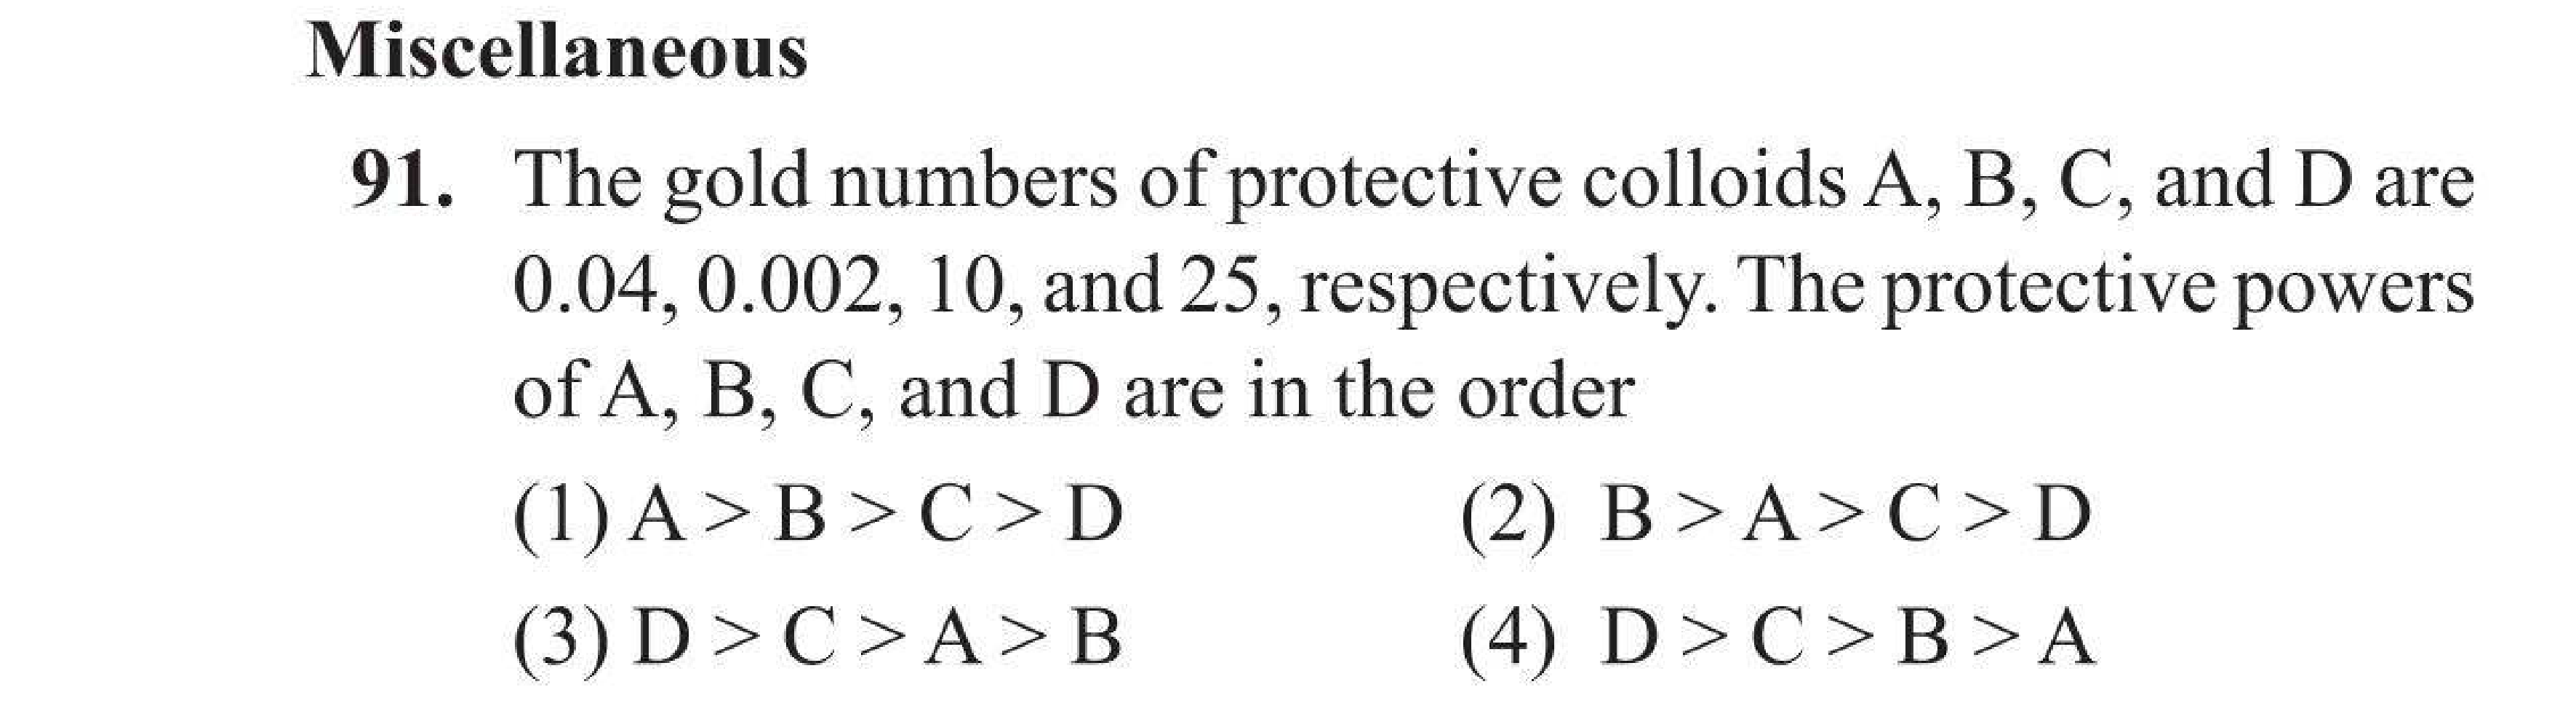 Miscellaneous
91. The gold numbers of protective colloids A, B, C, and D are
0.04, 0.002, 10, and 25, respectively. The protective powers
of A, B, C, and D are in the order
(1) A > B > C > D (2) B > A > C > D
(3) D > C > A > B (4) D > C > B > A